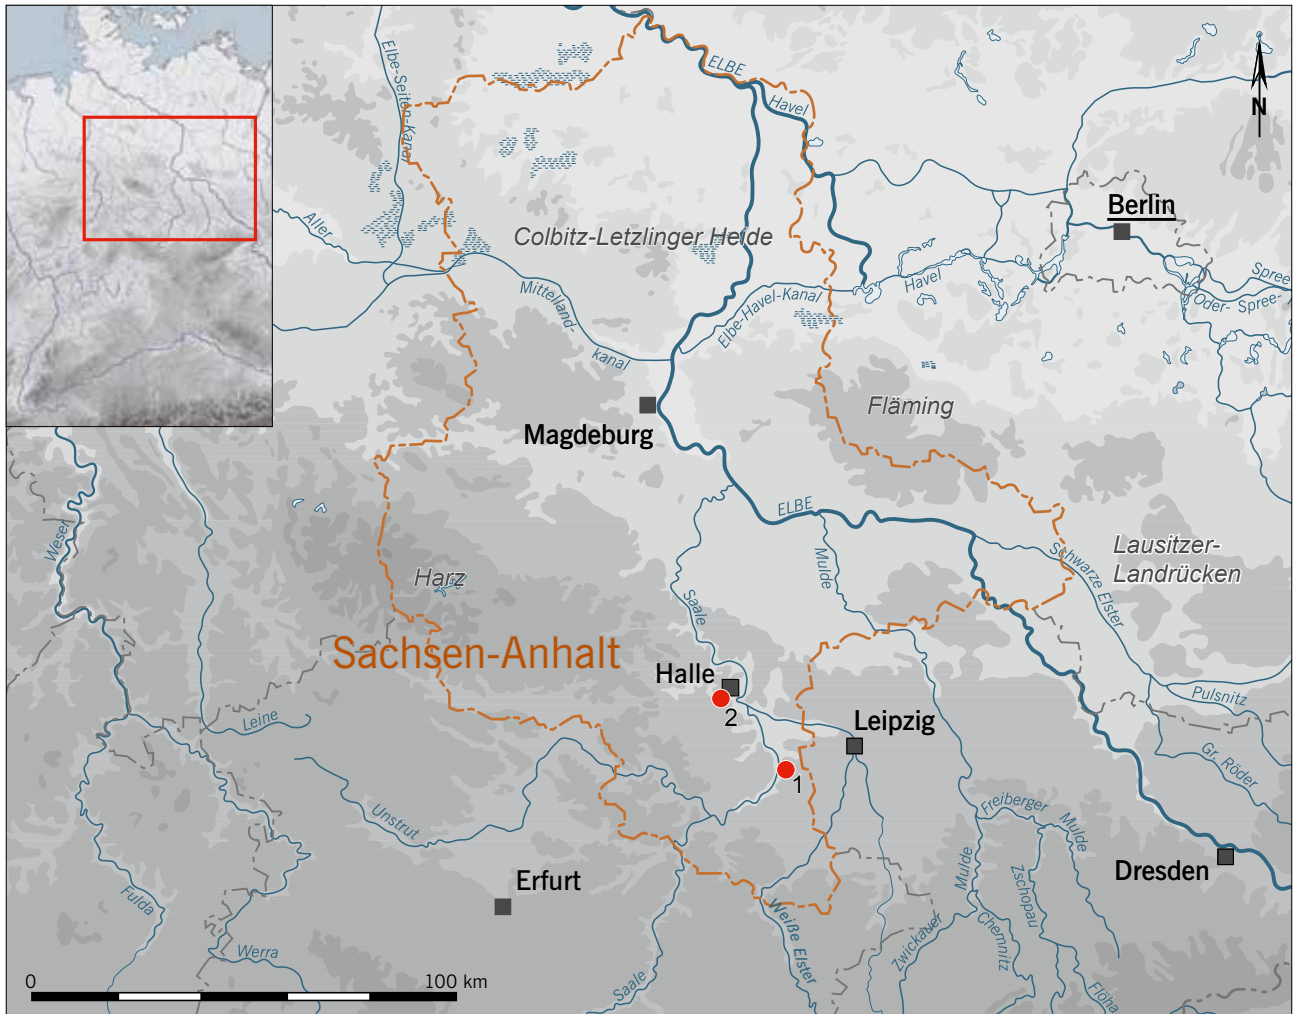 ELBE
Elbe-Seiten-Kanal
Havel
N
Berlin
Aller
Colbitz-Letzlinger Heide
Spree
Havel
Mittelland-
kanal
Elbe-Havel-Kanal
Oder- Spree-
Fläming
Magdeburg
ELBE
Weser
Mulde
Schwarze Elster
Lausitzer-
Landrücken
Harz
Saale
Sachsen-Anhalt
Halle
2
Pulsnitz
Leine
Leipzig
Gr. Röder
1
Unstrut
Freiberger
Mulde
Mulde
Dresden
Erfurt
Zschopau
Fulda
Weiße Elster
Zwickauer
Chemnitz
Werra
0
100 km
Saale
Flöha